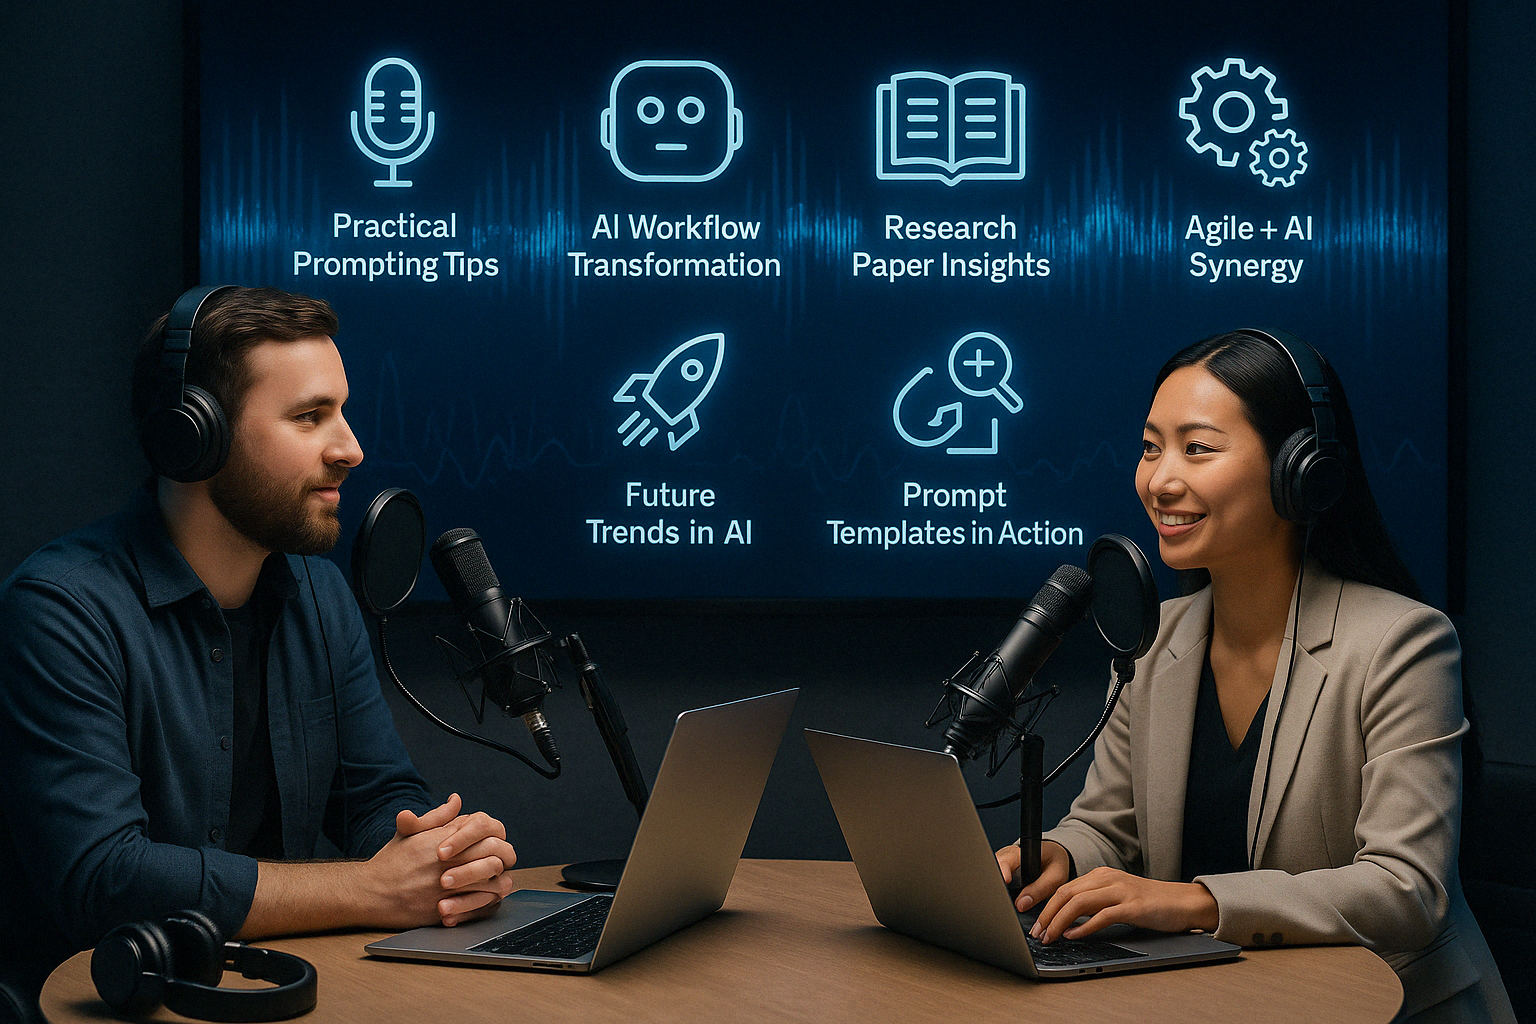 Practical
Prompting Tips
AI Workflow
Transformation
Research
Paper Insights
Agile + AI
Synergy
Future
Trends in AI
Prompt
Templates in Action